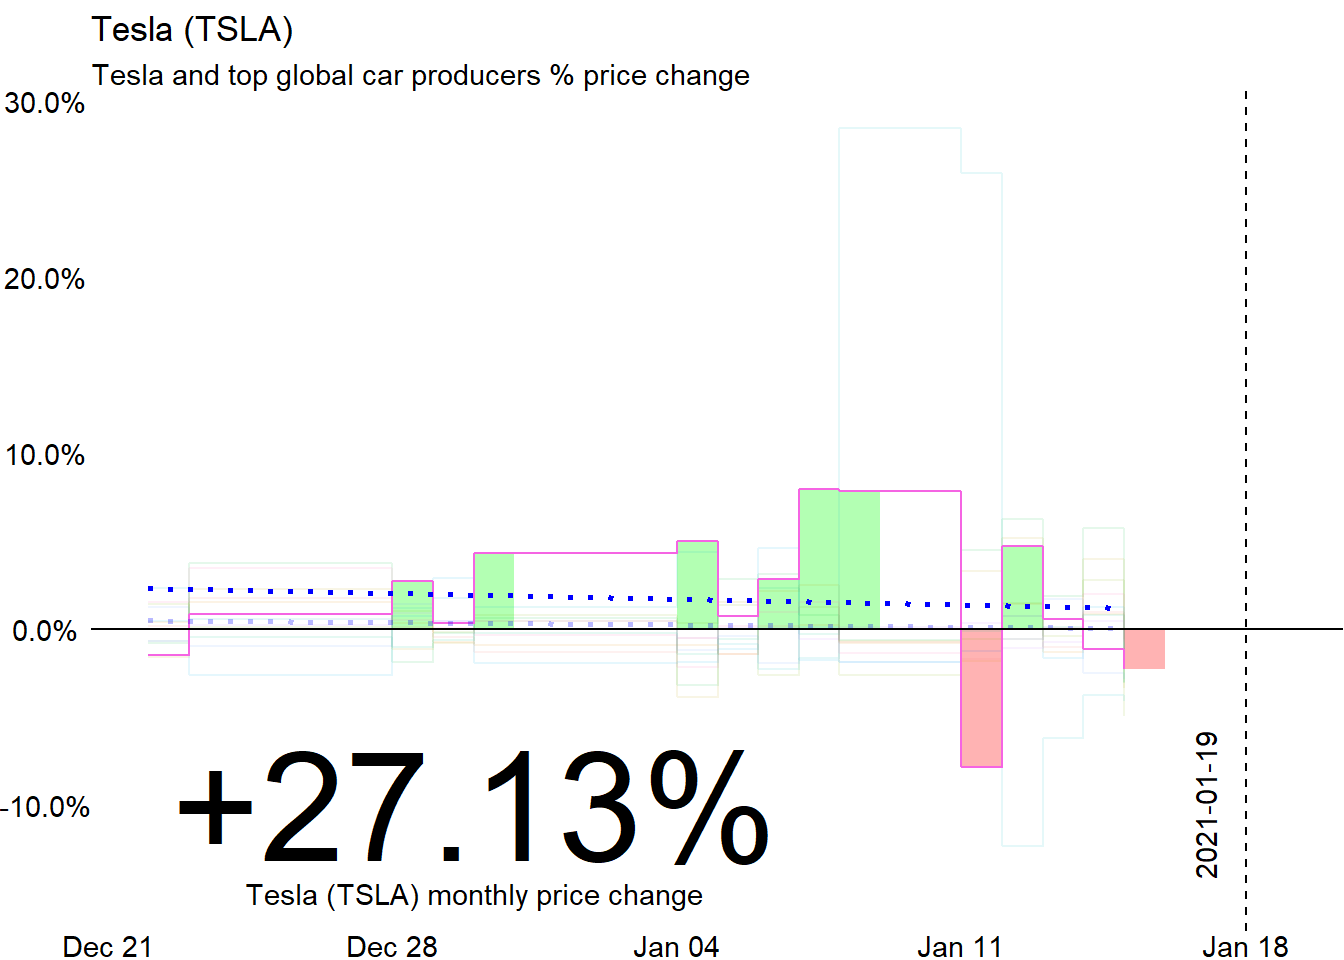 Tesla (TSLA)
Tesla and top global car producers % price change
30.0%
20.0%
10.0%
0.0%
-10.0%
+27.13%
Tesla (TSLA) monthly price change
2021-01-19
Dec 21
Dec 28
Jan 04
Jan 11
Jan 18